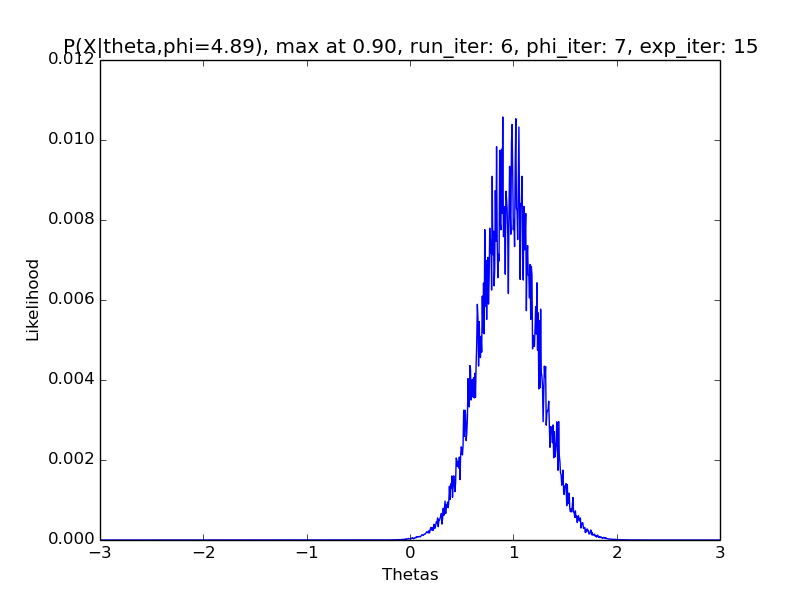 P(X|theta,phi=4.89), max at 0.90, run_iter: 6, phi_iter: 7, exp_iter: 15
0.012
0.010
0.008
0.006
0.004
0.002
0.000
Likelihood
−3 −2 −1 0 1 2 3
Thetas